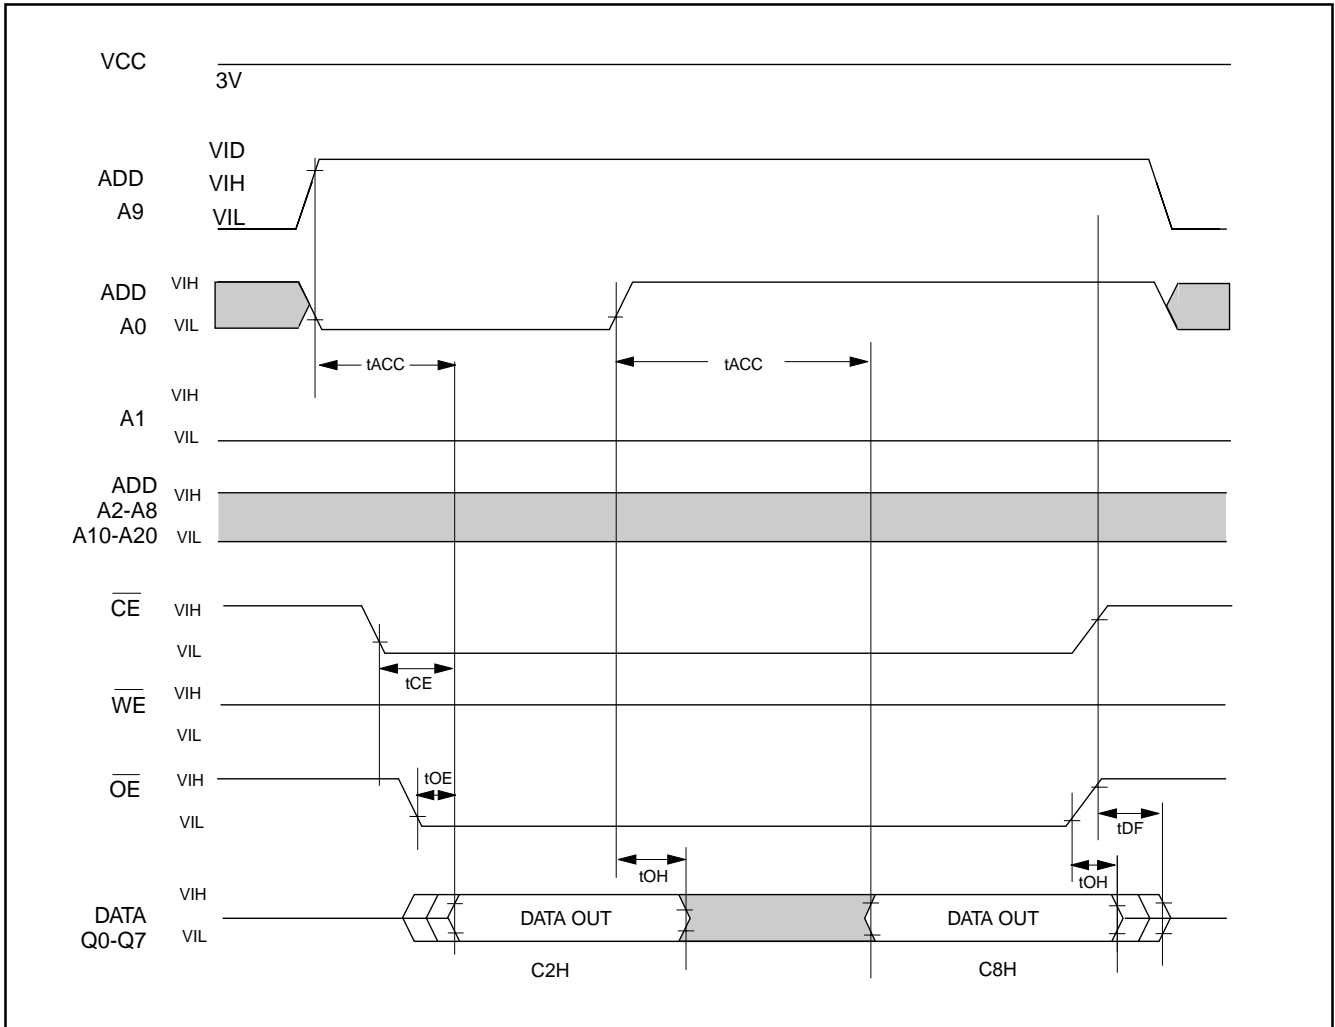 VCC
3V
VID
ADD VIH
A9 VIL
ADD VIH
A0 VIL
tACC tACC
VIH
A1
VIL
ADD VIH
A2-A8
A10-A20 VIL
CE VIH
VIL
tCE
WE VIH
VIL
OE VIH tOE
VIL
tDF
tOH tOH
VIH
DATA DATA OUT DATA OUT
Q0-Q7 VIL
C2H C8H